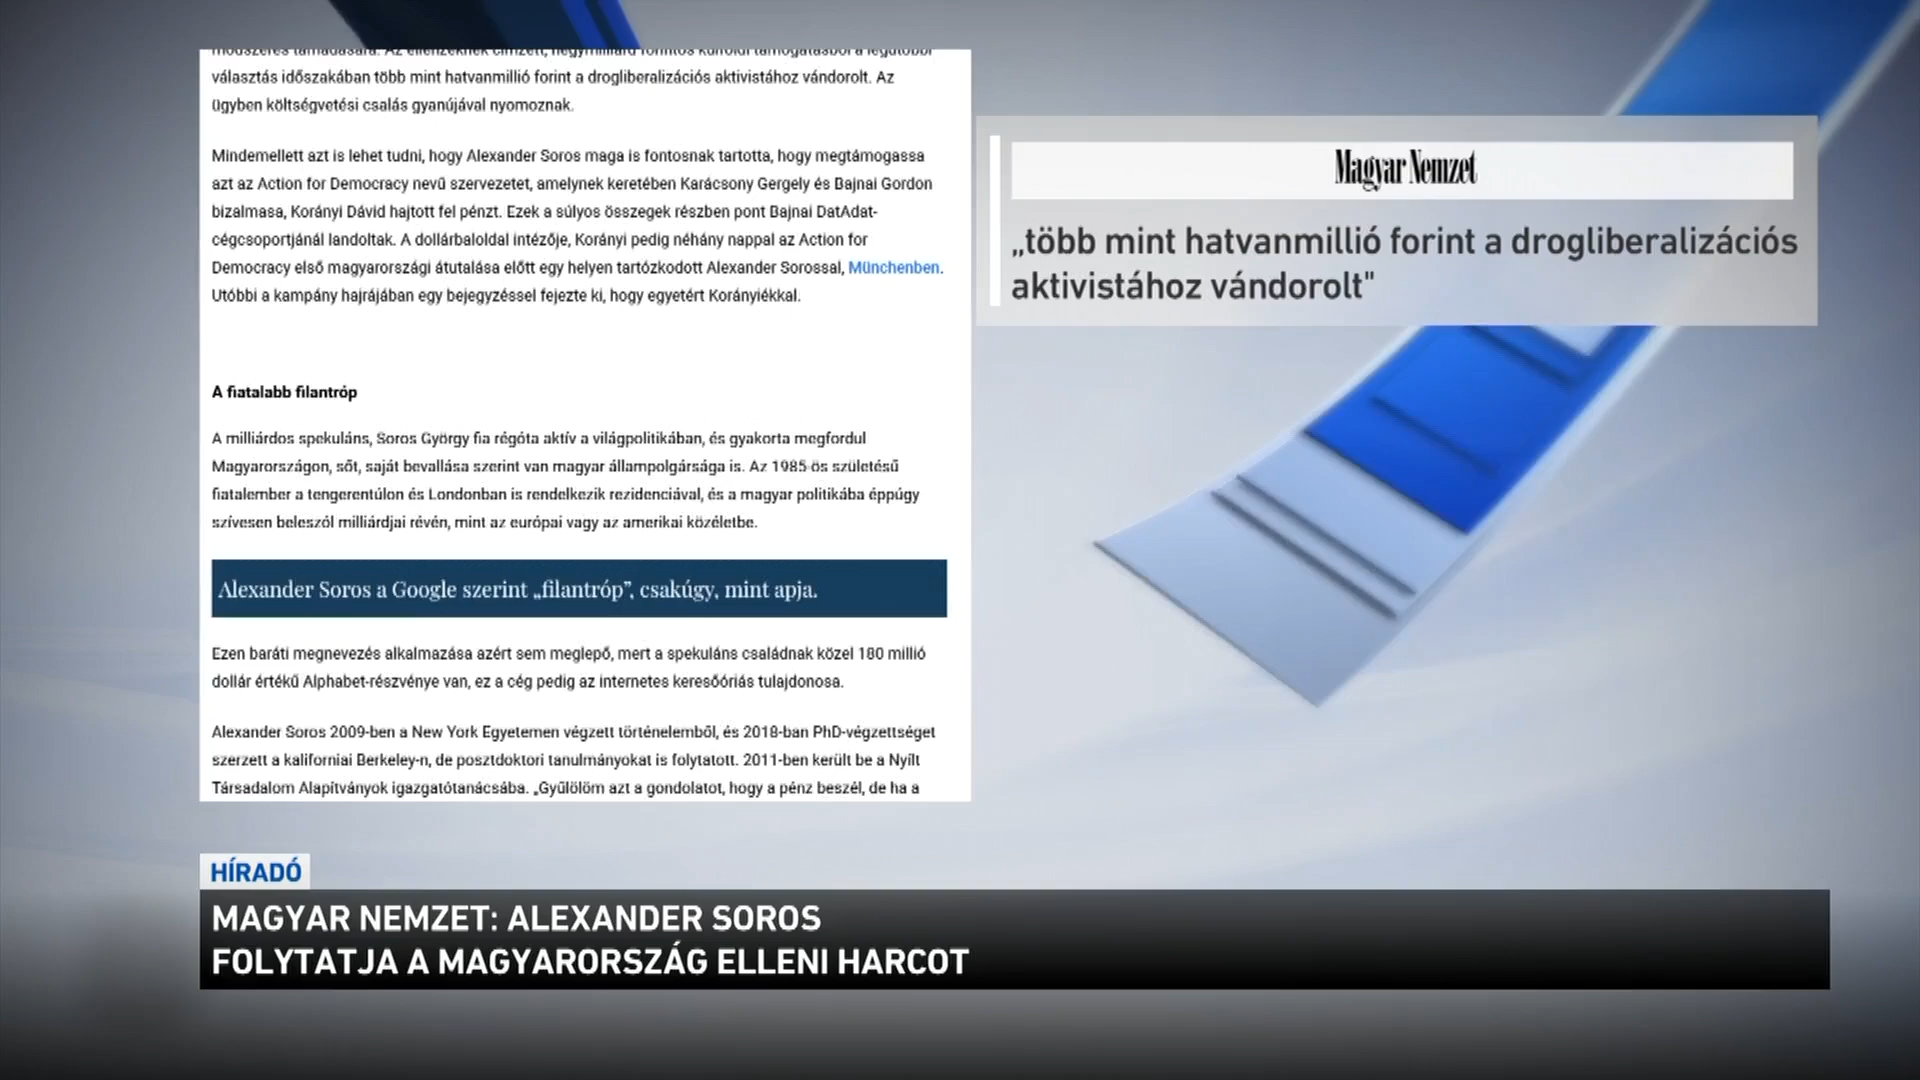 módszeres támadására. Az ellenzéknek címzett, négymilliárd forintos külföldi támogatásból a legutóbbi
választás időszakában több mint hatvanmillió forint a drogliberalizációs aktivistához vándorolt. Az
ügyben költségvetési csalás gyanújával nyomoznak.
Mindemellett azt is lehet tudni, hogy Alexander Soros maga is fontosnak tartotta, hogy megtámogassa
azt az Action for Democracy nevű szervezetet, amelynek keretében Karácsony Gergely és Bajnai Gordon
bizalmasa, Korányi Dávid hajtott fel pénzt. Ezek a súlyos összegek részben pont Bajnai DatAdat-
cégcsoportjánál landoltak. A dollárbaloldal intézője, Korányi pedig néhány nappal az Action for
Democracy első magyarországi átutalása előtt egy helyen tartózkodott Alexander Sorossal, Münchenben.
Utóbbi a kampány hajrájában egy bejegyzéssel fejezte ki, hogy egyetért Korányiékkal.
A fiatalabb filantróp
A milliárdos spekuláns, Soros György fia régóta aktív a világpolitikában, és gyakorta megfordul
Magyarországon, sőt, saját bevallása szerint van magyar állampolgársága is. Az 1985-ös születésű
fiatalember a tengerentúlon és Londonban is rendelkezik rezidenciával, és a magyar politikába éppúgy
szívesen beleszól milliárdjai révén, mint az európai vagy az amerikai közéletbe.
Alexander Soros a Google szerint „filantróp”, csakúgy, mint apja.
Ezen baráti megnevezés alkalmazása azért sem meglepő, mert a spekuláns családnak közel 180 millió
dollár értékű Alphabet-részvénye van, ez a cég pedig az internetes keresőóriás tulajdonosa.
Alexander Soros 2009-ben a New York Egyetemen végzett történelemből, és 2018-ban PhD-végzettséget
szerzett a kaliforniai Berkeley-n, de posztdoktori tanulmányokat is folytatott. 2011-ben került be a Nyílt
Társadalom Alapítványok igazgatótanácsába. „Gyűlölöm azt a gondolatot, hogy a pénz beszél, de ha a
Magyar Nemzet
„több mint hatvanmillió forint a drogliberalizációs
aktivistához vándorolt"
HÍRADÓ
MAGYAR NEMZET: ALEXANDER SOROS
FOLYTATJA A MAGYARORSZÁG ELLENI HARCOT